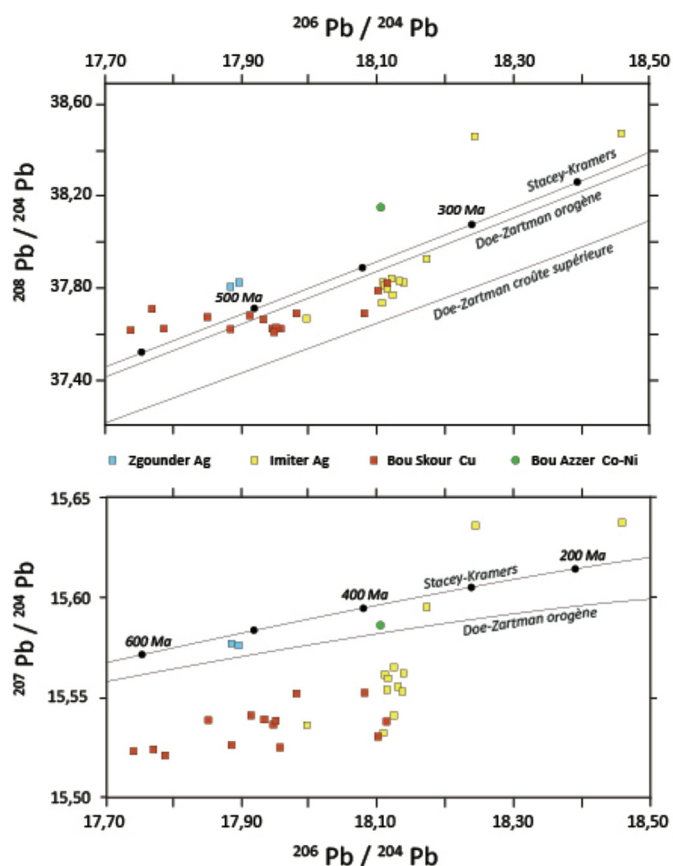 ²⁰⁶ Pb / ²⁰⁴ Pb
17,70 17,90 18,10 18,30 18,50
38,60
38,20
37,80
37,40
²⁰⁸ Pb / ²⁰⁴ Pb
Stacey-Kramers
300 Ma
Doe-Zartman orogène
500 Ma
Doe-Zartman croûte supérieure
Zgounder Ag Imiter Ag Bou Skour Cu Bou Azzer Co-Ni
15,65
15,60
15,55
15,50
²⁰⁷ Pb / ²⁰⁴ Pb
200 Ma
Stacey-Kramers
400 Ma
Doe-Zartman orogène
600 Ma
17,70 17,90 18,10 18,30 18,50
²⁰⁶ Pb / ²⁰⁴ Pb